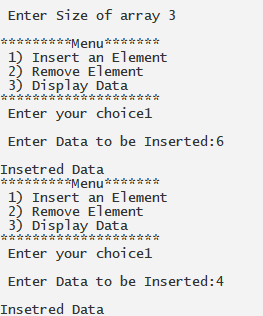 Enter Size of array 3
*********Menu*******
1) Insert an Element
2) Remove Element
3) Display Data
*******************
Enter your choice1
Enter Data to be Inserted:6
Insetred Data
*********Menu*******
1) Insert an Element
2) Remove Element
3) Display Data
*******************
Enter your choice1
Enter Data to be Inserted:4
Insetred Data